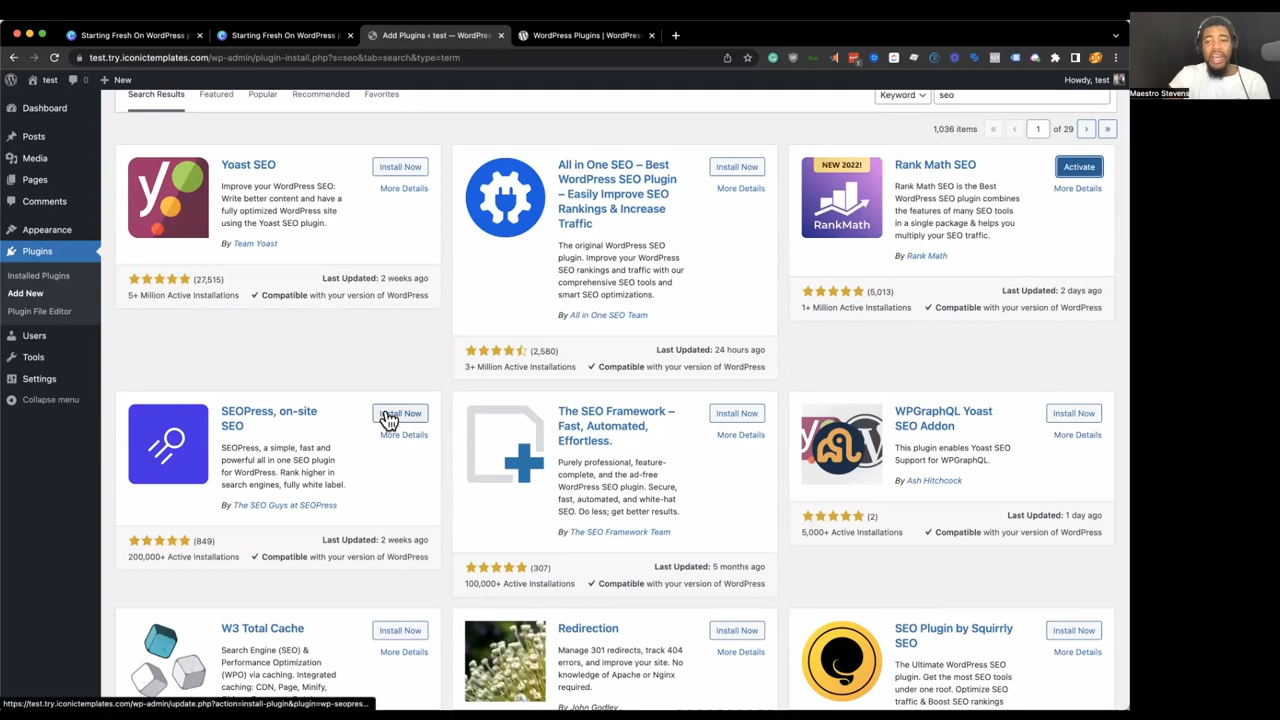 Starting Fresh On WordPress p
Starting Fresh On WordPress p
Add Plugins < test — WordPres
WordPress Plugins | WordPres
test.try.iconictemplates.com/wp-admin/plugin-install.php?s=seo&tab=search&type=term
test
0
New
Howdy, test
Maestro Stevens
Dashboard
Posts
Media
Pages
Comments
Appearance
Plugins
Installed Plugins
Add New
Plugin File Editor
Users
Tools
Settings
Collapse menu
Search Results
Featured
Popular
Recommended
Favorites
Keyword
seo
1,036 items
«
‹
1
of 29
›
»
Yoast SEO
Install Now
More Details
Improve your WordPress SEO:
Write better content and have a
fully optimized WordPress site
using the Yoast SEO plugin.
By Team Yoast
(27,515)
Last Updated: 2 weeks ago
5+ Million Active Installations
Compatible with your version of WordPress
All in One SEO – Best
WordPress SEO Plugin
– Easily Improve SEO
Rankings & Increase
Traffic
Install Now
More Details
The original WordPress SEO
plugin. Improve your WordPress
SEO rankings and traffic with our
comprehensive SEO tools and
smart SEO optimizations.
By All in One SEO Team
(2,580)
Last Updated: 24 hours ago
3+ Million Active Installations
Compatible with your version of WordPress
NEW 2022!
RankMath
Rank Math SEO
Activate
More Details
Rank Math SEO is the Best
WordPress SEO plugin combines
the features of many SEO tools
in a single package & helps you
multiply your SEO traffic.
By Rank Math
(5,013)
Last Updated: 2 days ago
1+ Million Active Installations
Compatible with your version of WordPress
SEOPress, on-site
SEO
Install Now
More Details
SEOPress, a simple, fast and
powerful all in one SEO plugin
for WordPress. Rank higher in
search engines, fully white label.
By The SEO Guys at SEOPress
(849)
Last Updated: 2 weeks ago
200,000+ Active Installations
Compatible with your version of WordPress
The SEO Framework –
Fast, Automated,
Effortless.
Install Now
More Details
Purely professional, feature-
complete, and the ad-free
WordPress SEO plugin. Secure,
fast, automated, and white-hat
SEO. Do less; get better results.
By The SEO Framework Team
(307)
Last Updated: 5 months ago
100,000+ Active Installations
Compatible with your version of WordPress
WPGraphQL Yoast
SEO Addon
Install Now
More Details
This plugin enables Yoast SEO
Support for WPGraphQL.
By Ash Hitchcock
(2)
Last Updated: 1 day ago
5,000+ Active Installations
Compatible with your version of WordPress
W3 Total Cache
Install Now
More Details
Search Engine (SEO) &
Performance Optimization
(WPO) via caching. Integrated
caching: CDN, Page, Minify,
Redirection
Install Now
More Details
Manage 301 redirects, track 404
errors, and improve your site. No
knowledge of Apache or Nginx
required.
By John Godley
SEO Plugin by Squirrly
SEO
Install Now
More Details
The Ultimate WordPress SEO
plugin. Get the most SEO tools
under one roof. Optimize SEO
traffic & Boost SEO rankings
https://test.try.iconictemplates.com/wp-admin/update.php?action=install-plugin&plugin=wp-seopres...